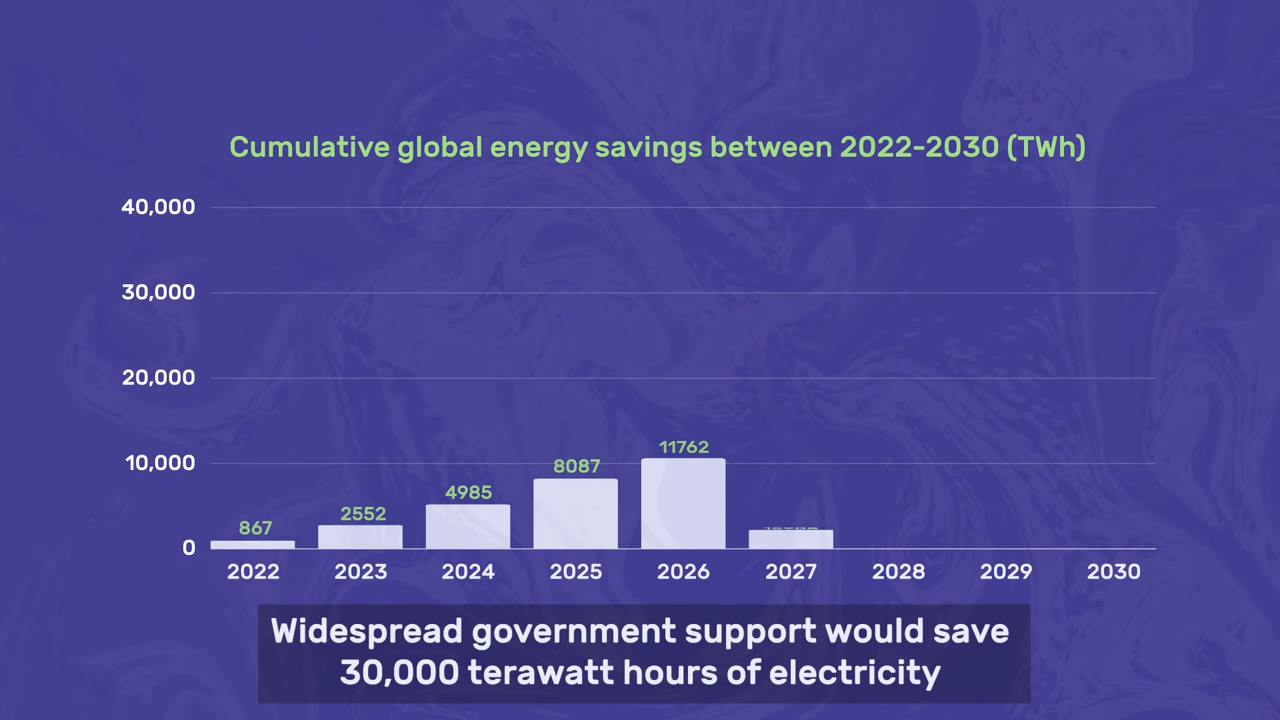 Cumulative global energy savings between 2022-2030 (TWh)
40,000
30,000
20,000
10,000
0
867
2552
4985
8087
11762
2022 2023 2024 2025 2026 2027 2028 2029 2030
Widespread government support would save
30,000 terawatt hours of electricity